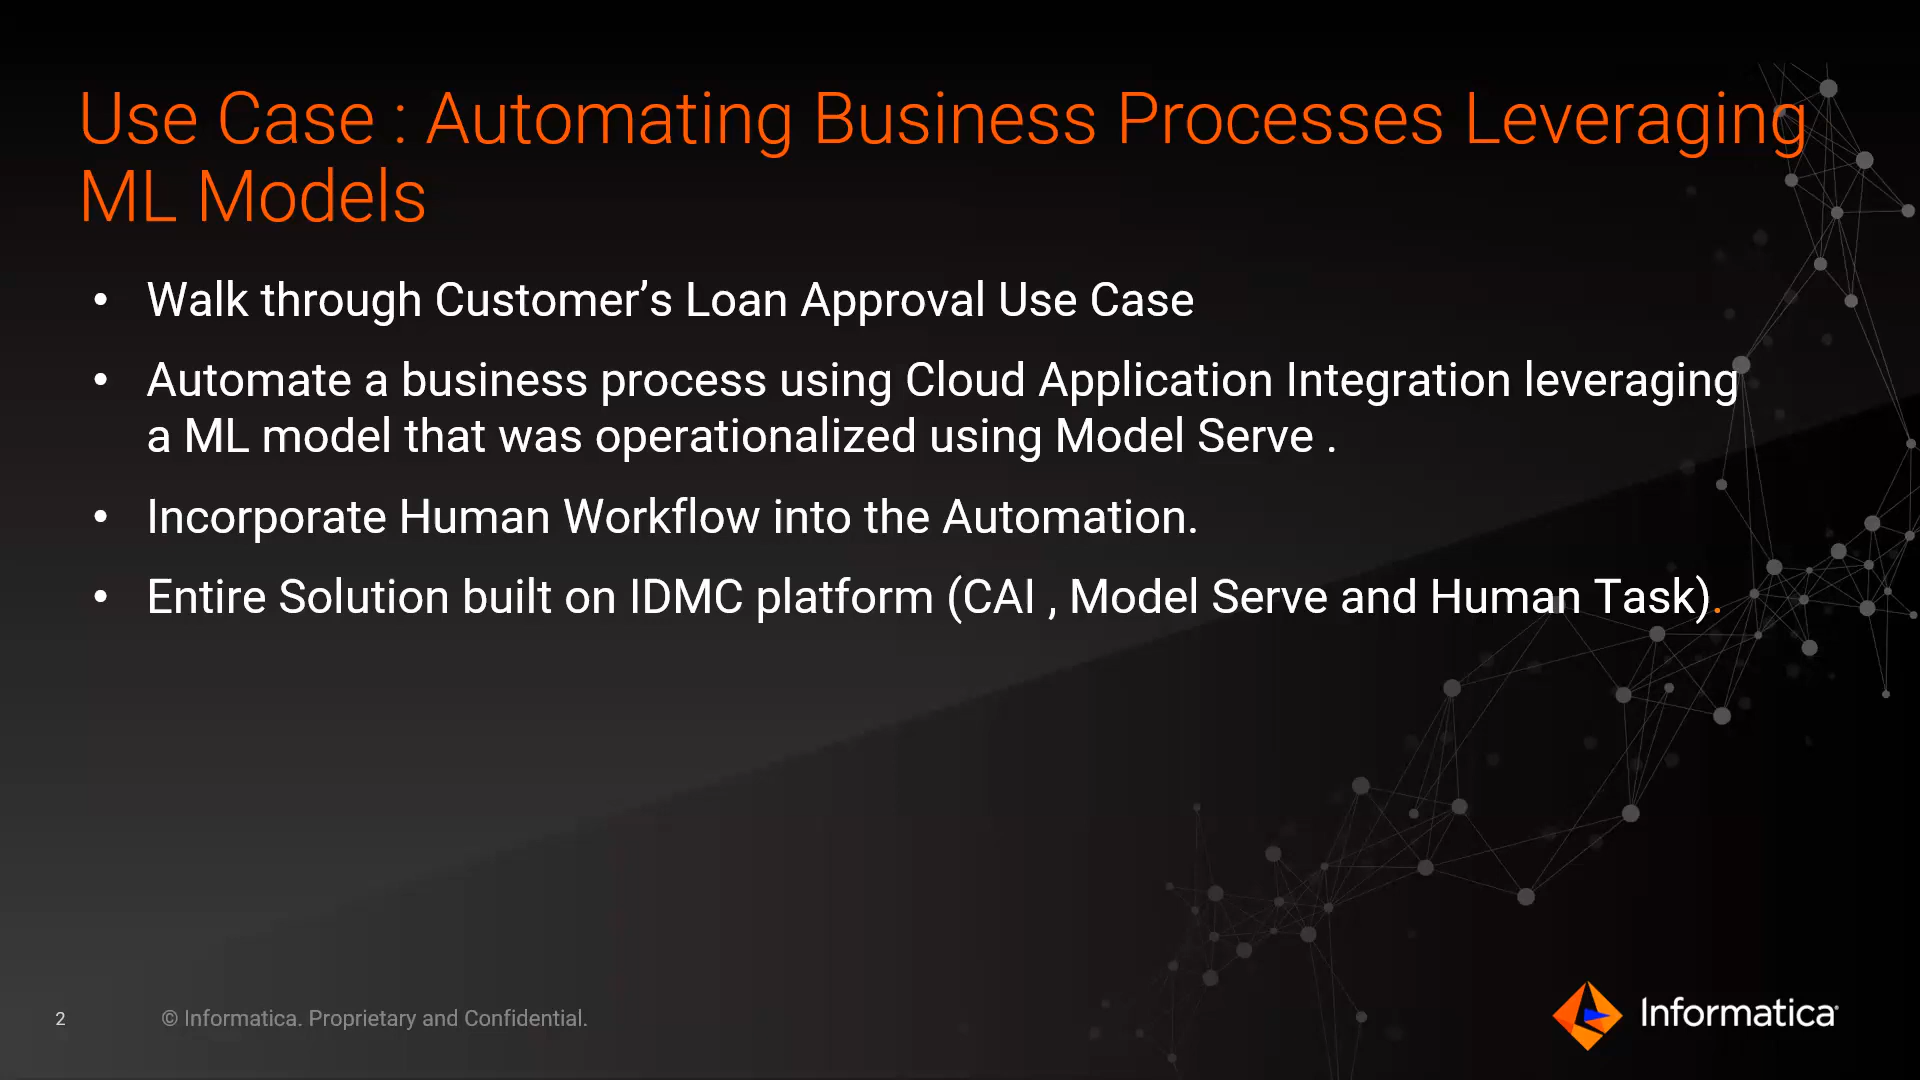 Use Case : Automating Business Processes Leveraging
ML Models
• Walk through Customer’s Loan Approval Use Case
• Automate a business process using Cloud Application Integration leveraging
a ML model that was operationalized using Model Serve .
• Incorporate Human Workflow into the Automation.
• Entire Solution built on IDMC platform (CAI , Model Serve and Human Task).
2
© Informatica. Proprietary and Confidential.
Informatica